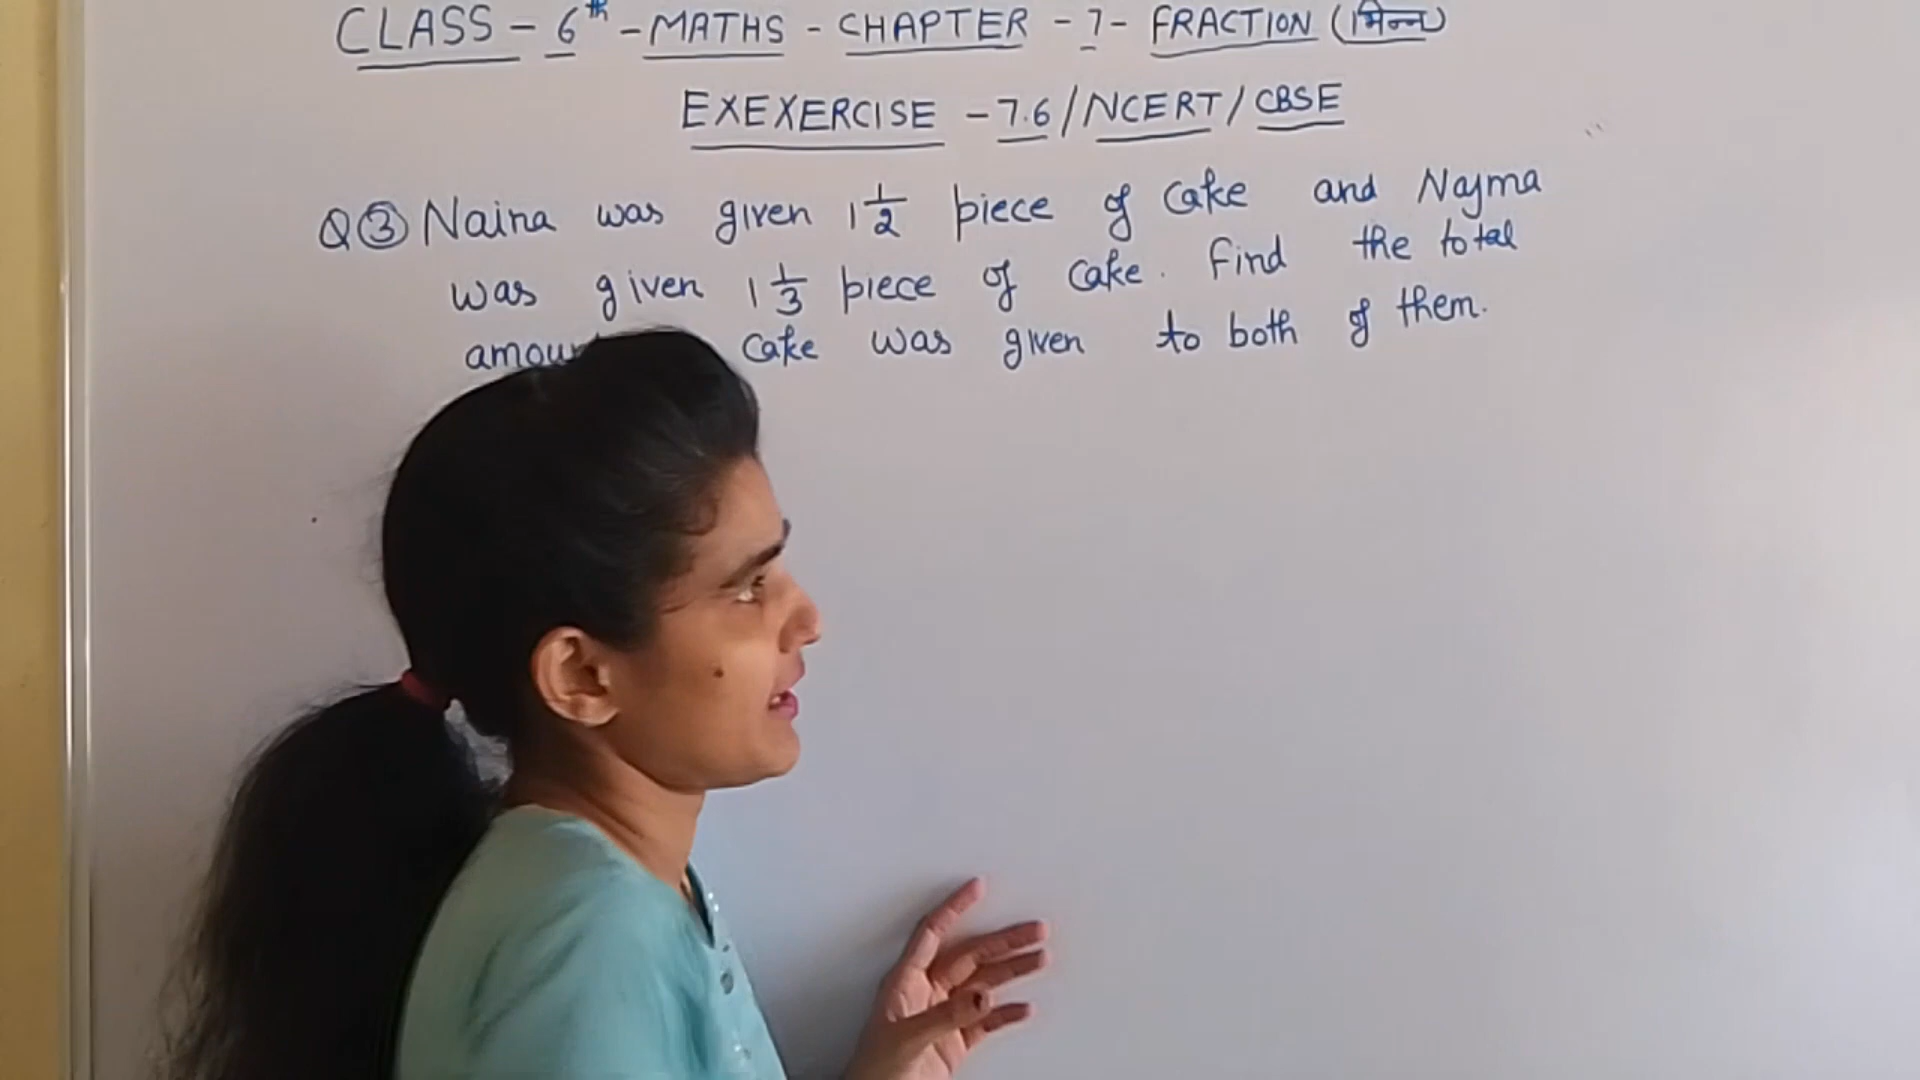 CLASS - 6th - MATHS - CHAPTER - 7 - FRACTION (भिन्न)
EXEXERCISE - 7.6 / NCERT / CBSE
Q③ Naina was given 1 1/2 piece of cake and Najma
was given 1 1/3 piece of cake. Find the total
cake was given to both of them.